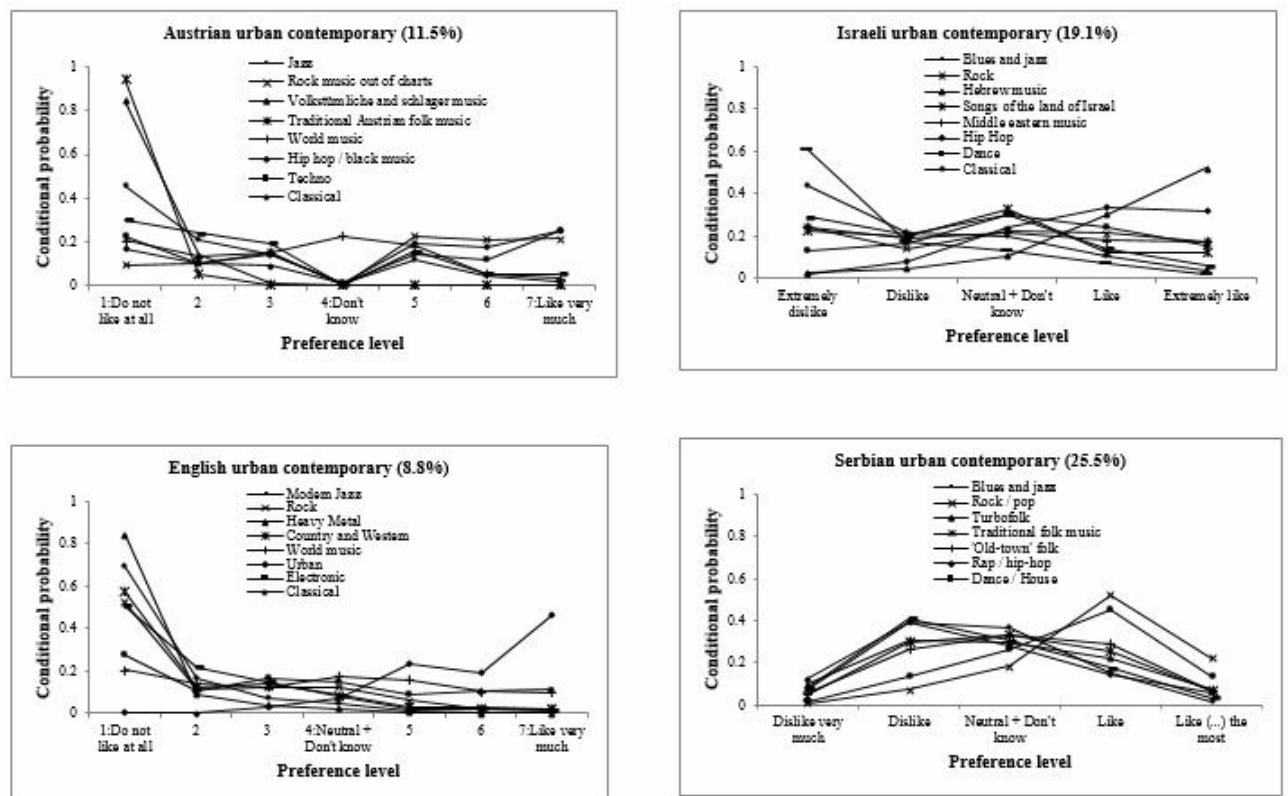 Austrian urban contemporary (11.5%)
Jazz
Rock music out of charts
Volkstümliche and schlager music
Traditional Austrian folk music
World music
Hip hop / black music
Techno
Classical
Conditional probability
1
0.8
0.6
0.4
0.2
0
1:Do not like at all
2
3
4:Don't know
5
6
7:Like very much
Preference level
Israeli urban contemporary (19.1%)
Blues and jazz
Rock
Hebrew music
Songs of the land of Israel
Middle eastern music
Hip Hop
Dance
Classical
Conditional probability
1
0.8
0.6
0.4
0.2
0
Extremely dislike
Dislike
Neutral + Don't know
Like
Extremely like
Preference level
English urban contemporary (8.8%)
Modern Jazz
Rock
Heavy Metal
Country and Western
World music
Urban
Electronic
Classical
Conditional probability
1
0.8
0.6
0.4
0.2
0
1:Do not like at all
2
3
4:Neutral + Don't know
5
6
7:Like very much
Preference level
Serbian urban contemporary (25.5%)
Blues and jazz
Rock / pop
Turbofolk
Traditional folk music
'Old-town' folk
Rap / hip-hop
Dance / House
Conditional probability
1
0.8
0.6
0.4
0.2
0
Dislike very much
Dislike
Neutral + Don't know
Like
Like (...) the most
Preference level